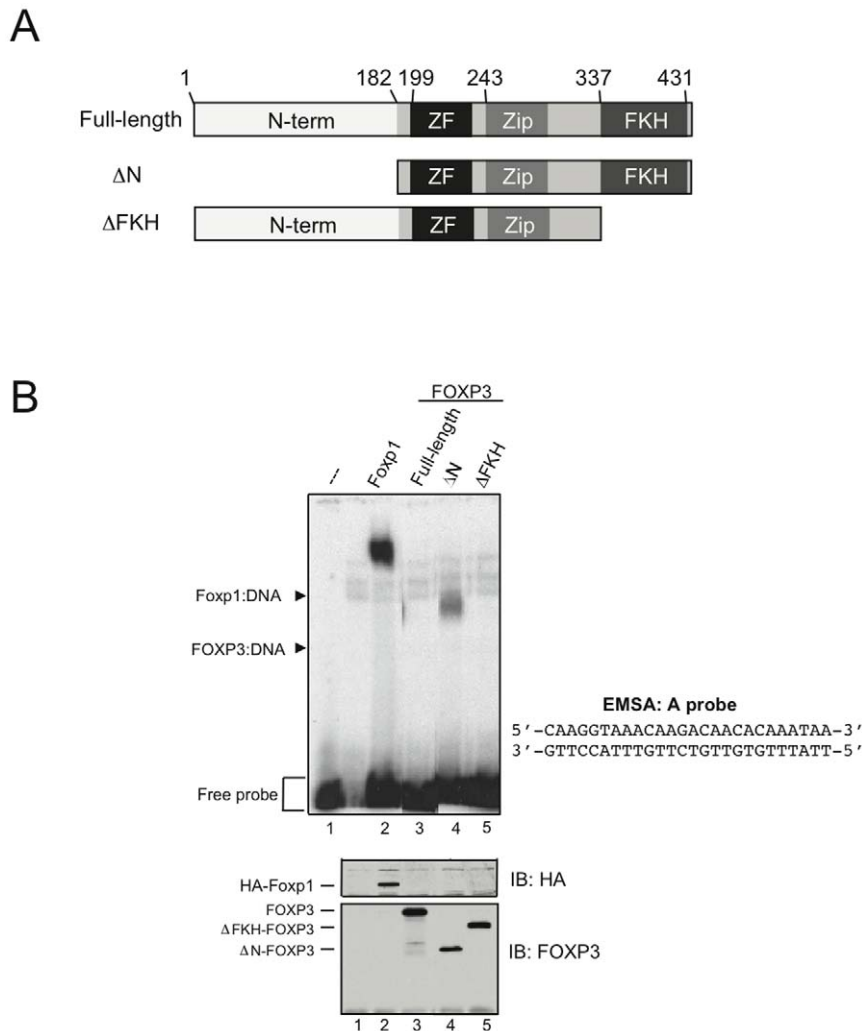 A
1 182 199 243 337 431
Full-length N-term ZF Zip FKH
ΔN ZF Zip FKH
ΔFKH N-term ZF Zip
B
FOXP3
--- Foxp1 Full-length ΔN ΔFKH
Foxp1:DNA
FOXP3:DNA
Free probe
1 2 3 4 5
EMSA: A probe
5′-CAAGGTAAACAAGACAACACAAATAA-3′
3′-GTTCCATTTGTTCTGTTGTGTTTATT-5′
HA-Foxp1 IB: HA
FOXP3
ΔFKH-FOXP3
ΔN-FOXP3 IB: FOXP3
1 2 3 4 5